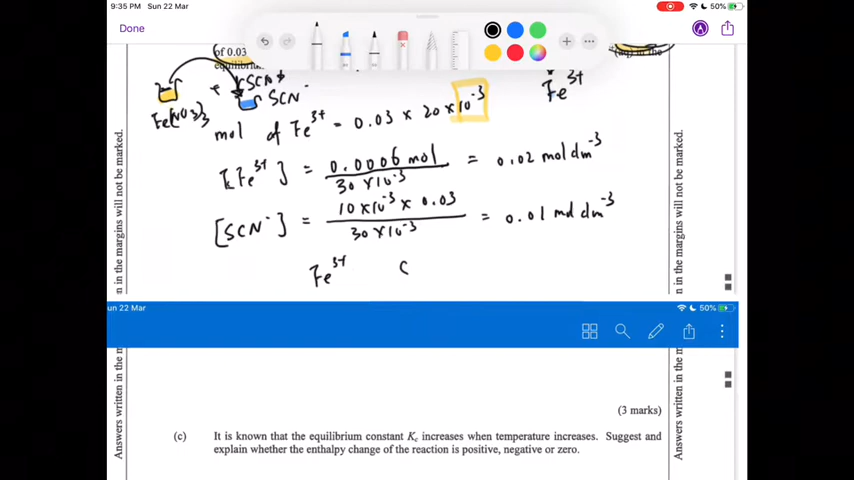 9:35 PM Sun 22 Mar
50%
Done
of 0.03
equilibriu
(aq) in the
+ SCN⁻
SCN⁻
Fe(NO3)3
Fe³⁺
mol of Fe³⁺ = 0.03 × 20 × 10⁻³
[Fe³⁺] = 0.0006 mol / 30 × 10⁻³ = 0.02 mol dm⁻³
[SCN⁻] = 10 × 10⁻³ × 0.03 / 30 × 10⁻³ = 0.01 mol dm⁻³
Fe³⁺ S
n in the margins will not be marked.
n in the margins will not be marked.
un 22 Mar
50%
Answers written in the m
Answers written in the m
(3 marks)
(c) It is known that the equilibrium constant Kc increases when temperature increases. Suggest and
explain whether the enthalpy change of the reaction is positive, negative or zero.